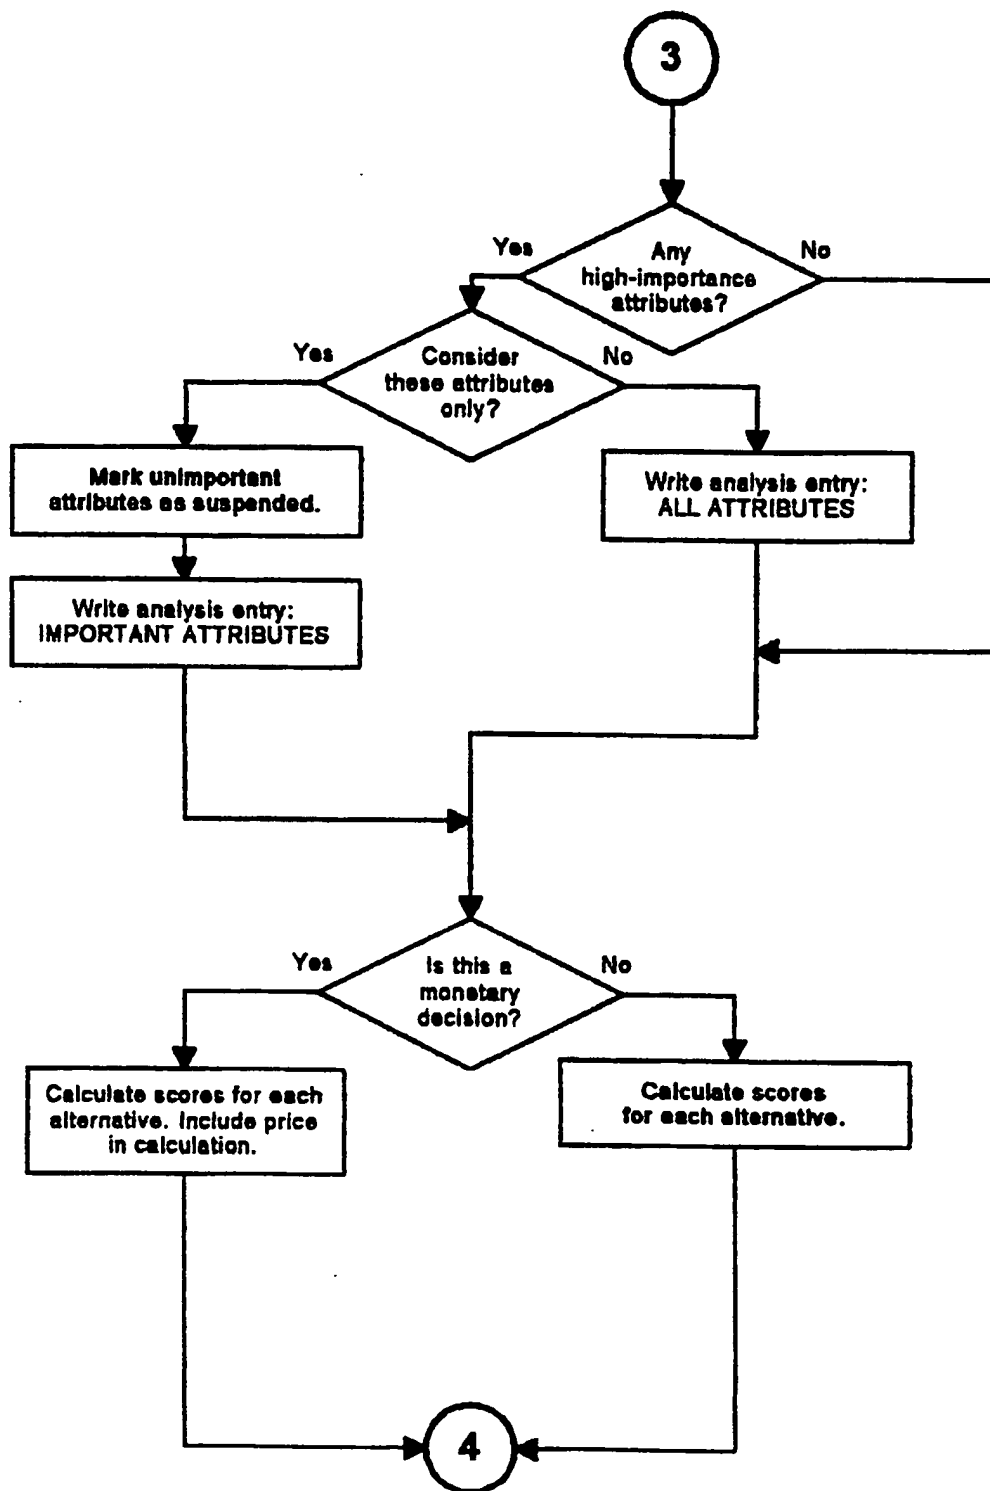 3
Yes
Any
No
high-importance
attributes?
Yes
Consider
No
these attributes
only?
Mark unimportant
attributes as suspended.
Write analysis entry:
ALL ATTRIBUTES
Write analysis entry:
IMPORTANT ATTRIBUTES
Yes
Is this a
No
monetary
decision?
Calculate scores for each
alternative. Include price
in calculation.
Calculate scores
for each alternative.
4